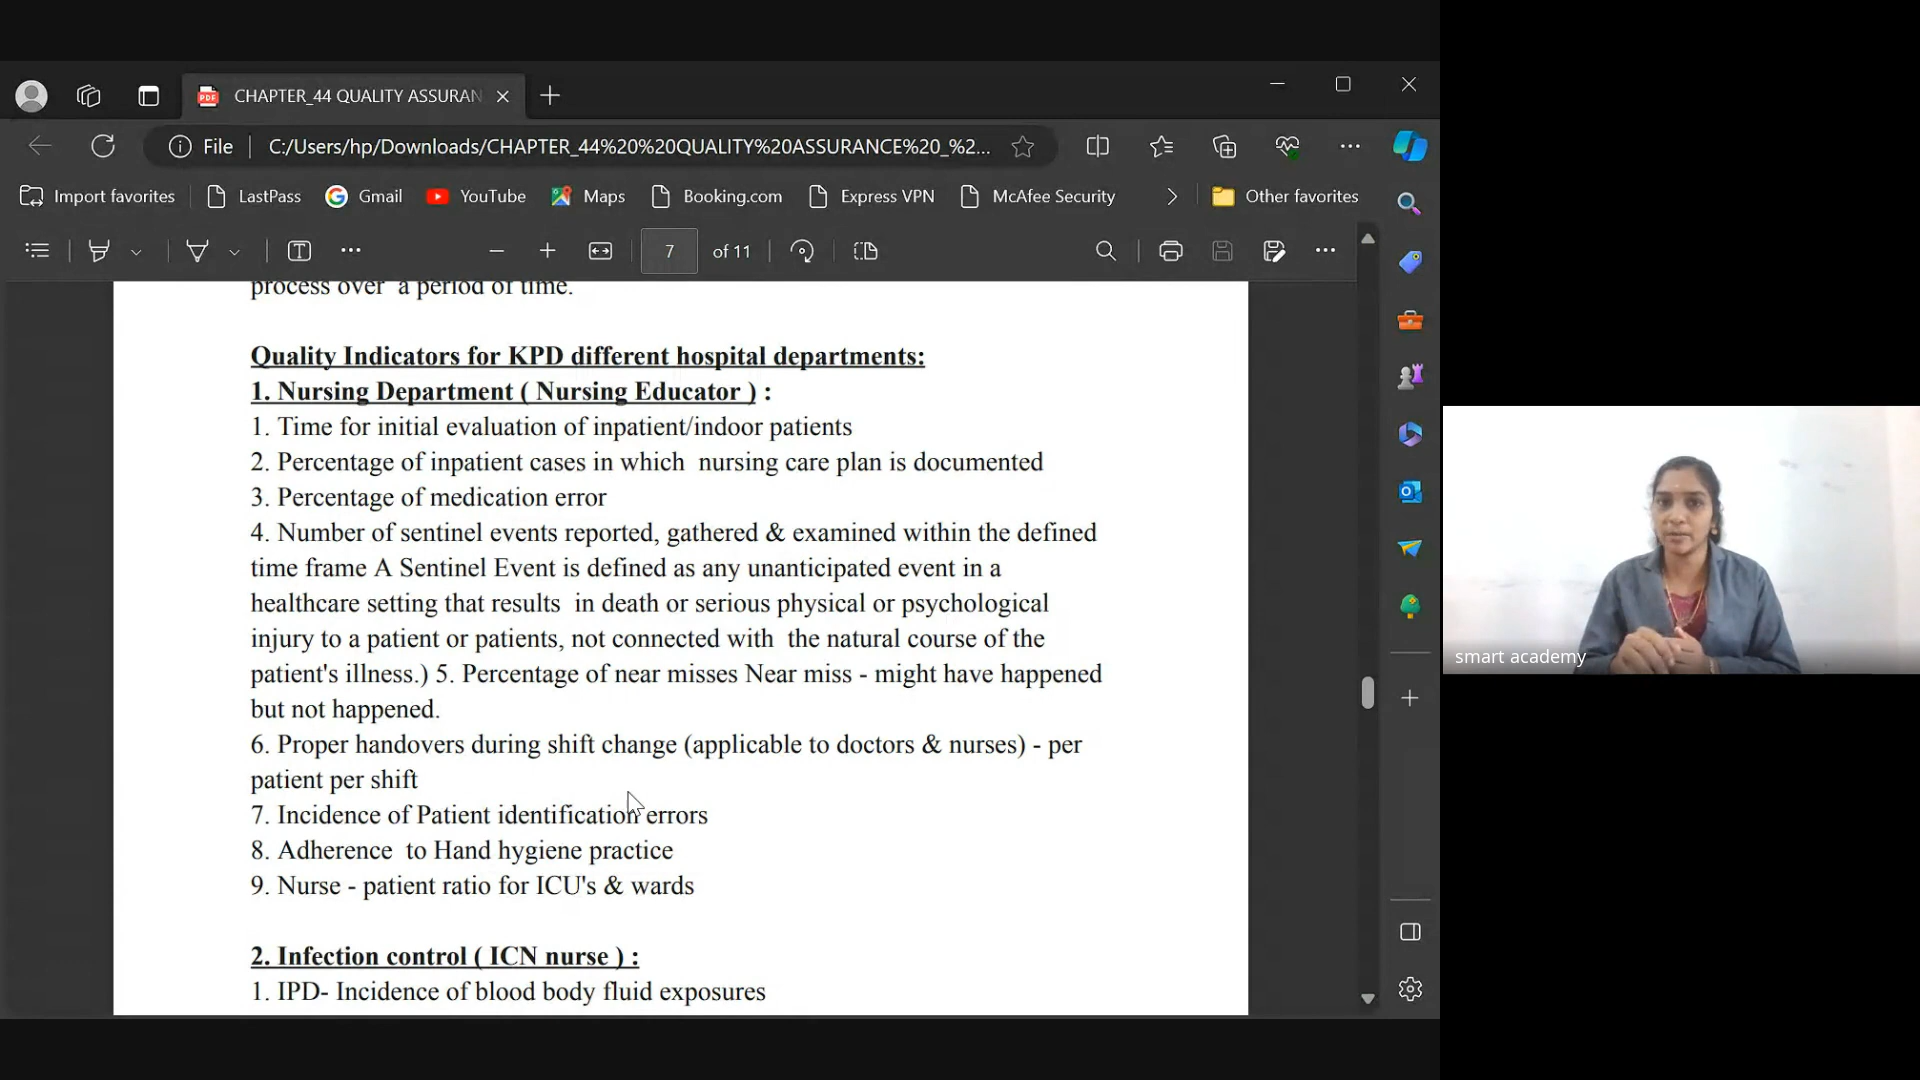 CHAPTER_44 QUALITY ASSURAN
File
C:/Users/hp/Downloads/CHAPTER_44%20%20QUALITY%20ASSURANCE%20_%2...
Import favorites
LastPass
Gmail
YouTube
Maps
Booking.com
Express VPN
McAfee Security
Other favorites
7 of 11
process over a period of time.
Quality Indicators for KPD different hospital departments:
1. Nursing Department ( Nursing Educator ) :
1. Time for initial evaluation of inpatient/indoor patients
2. Percentage of inpatient cases in which nursing care plan is documented
3. Percentage of medication error
4. Number of sentinel events reported, gathered & examined within the defined
time frame A Sentinel Event is defined as any unanticipated event in a
healthcare setting that results in death or serious physical or psychological
injury to a patient or patients, not connected with the natural course of the
patient's illness.) 5. Percentage of near misses Near miss - might have happened
but not happened.
6. Proper handovers during shift change (applicable to doctors & nurses) - per
patient per shift
7. Incidence of Patient identification errors
8. Adherence to Hand hygiene practice
9. Nurse - patient ratio for ICU's & wards
2. Infection control ( ICN nurse ) :
1. IPD- Incidence of blood body fluid exposures
smart academy